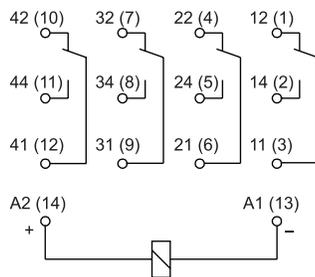 42 (10) 32 (7) 22 (4) 12 (1)
44 (11) 34 (8) 24 (5) 14 (2)
41 (12) 31 (9) 21 (6) 11 (3)
A2 (14) A1 (13)
+ –